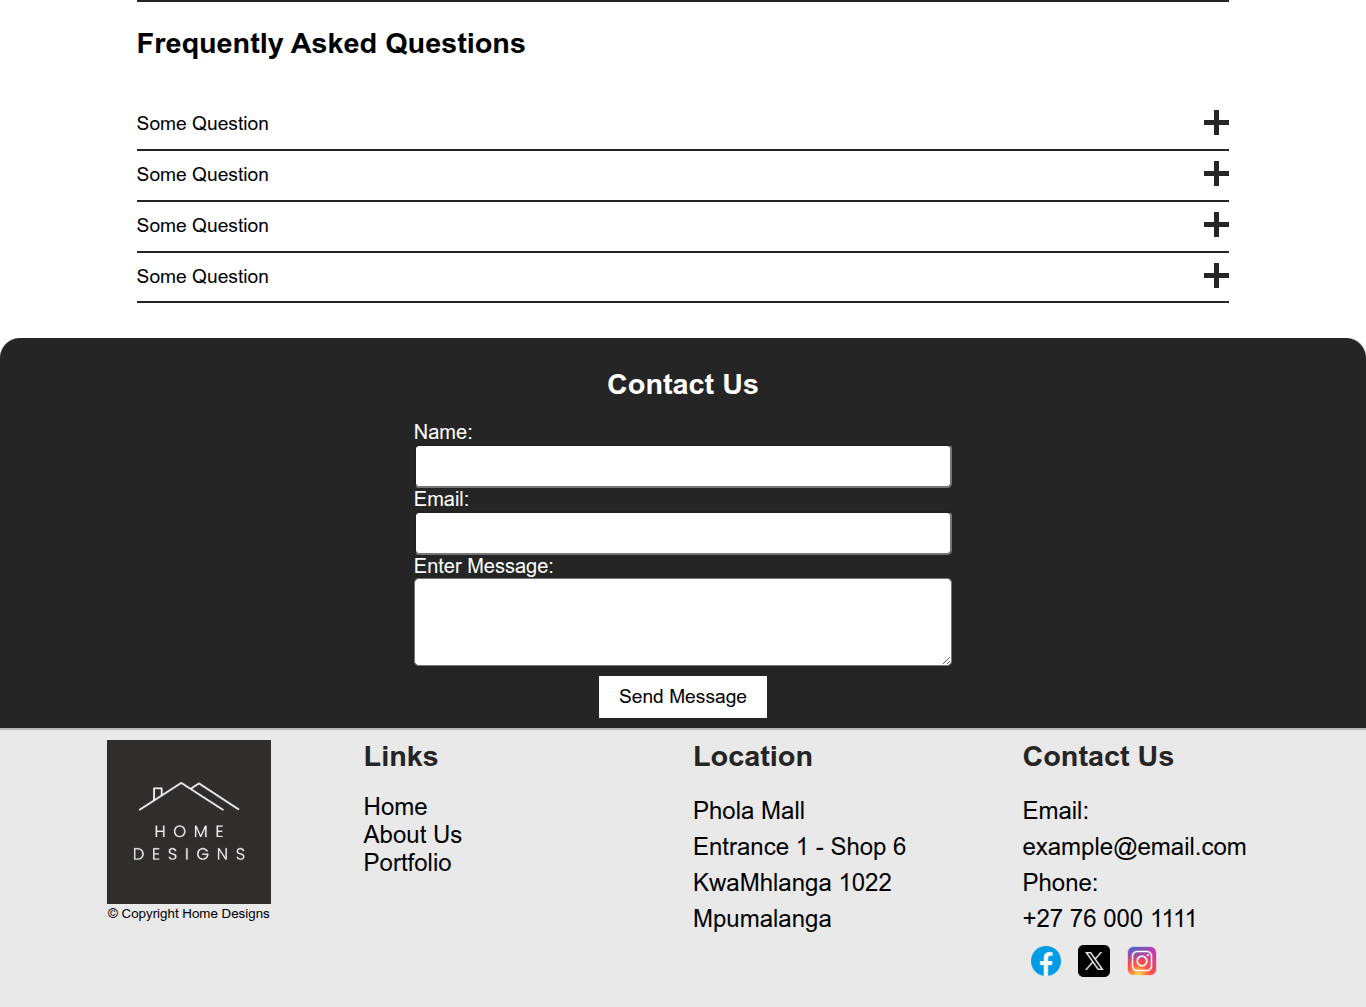 Frequently Asked Questions
Some Question
Some Question
Some Question
Some Question
Contact Us
Name:
Email:
Enter Message:
Send Message
HOME
DESIGNS
© Copyright Home Designs
Links
Home
About Us
Portfolio
Location
Phola Mall
Entrance 1 - Shop 6
KwaMhlanga 1022
Mpumalanga
Contact Us
Email:
example@email.com
Phone:
+27 76 000 1111